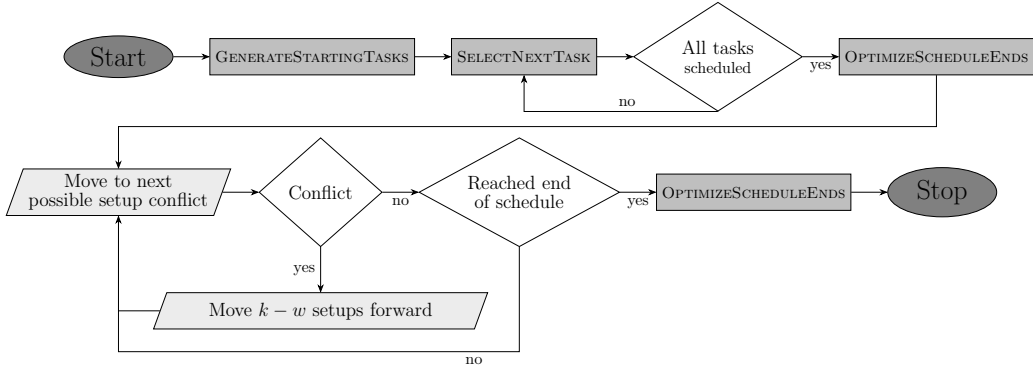 Start
GENERATESTARTINGTASKS
SELECTNEXTTASK
All tasks
scheduled
yes
OPTIMIZESCHEDULEENDS
no
Move to next
possible setup conflict
Conflict
no
Reached end
of schedule
yes
OPTIMIZESCHEDULEENDS
Stop
yes
Move k − w setups forward
no